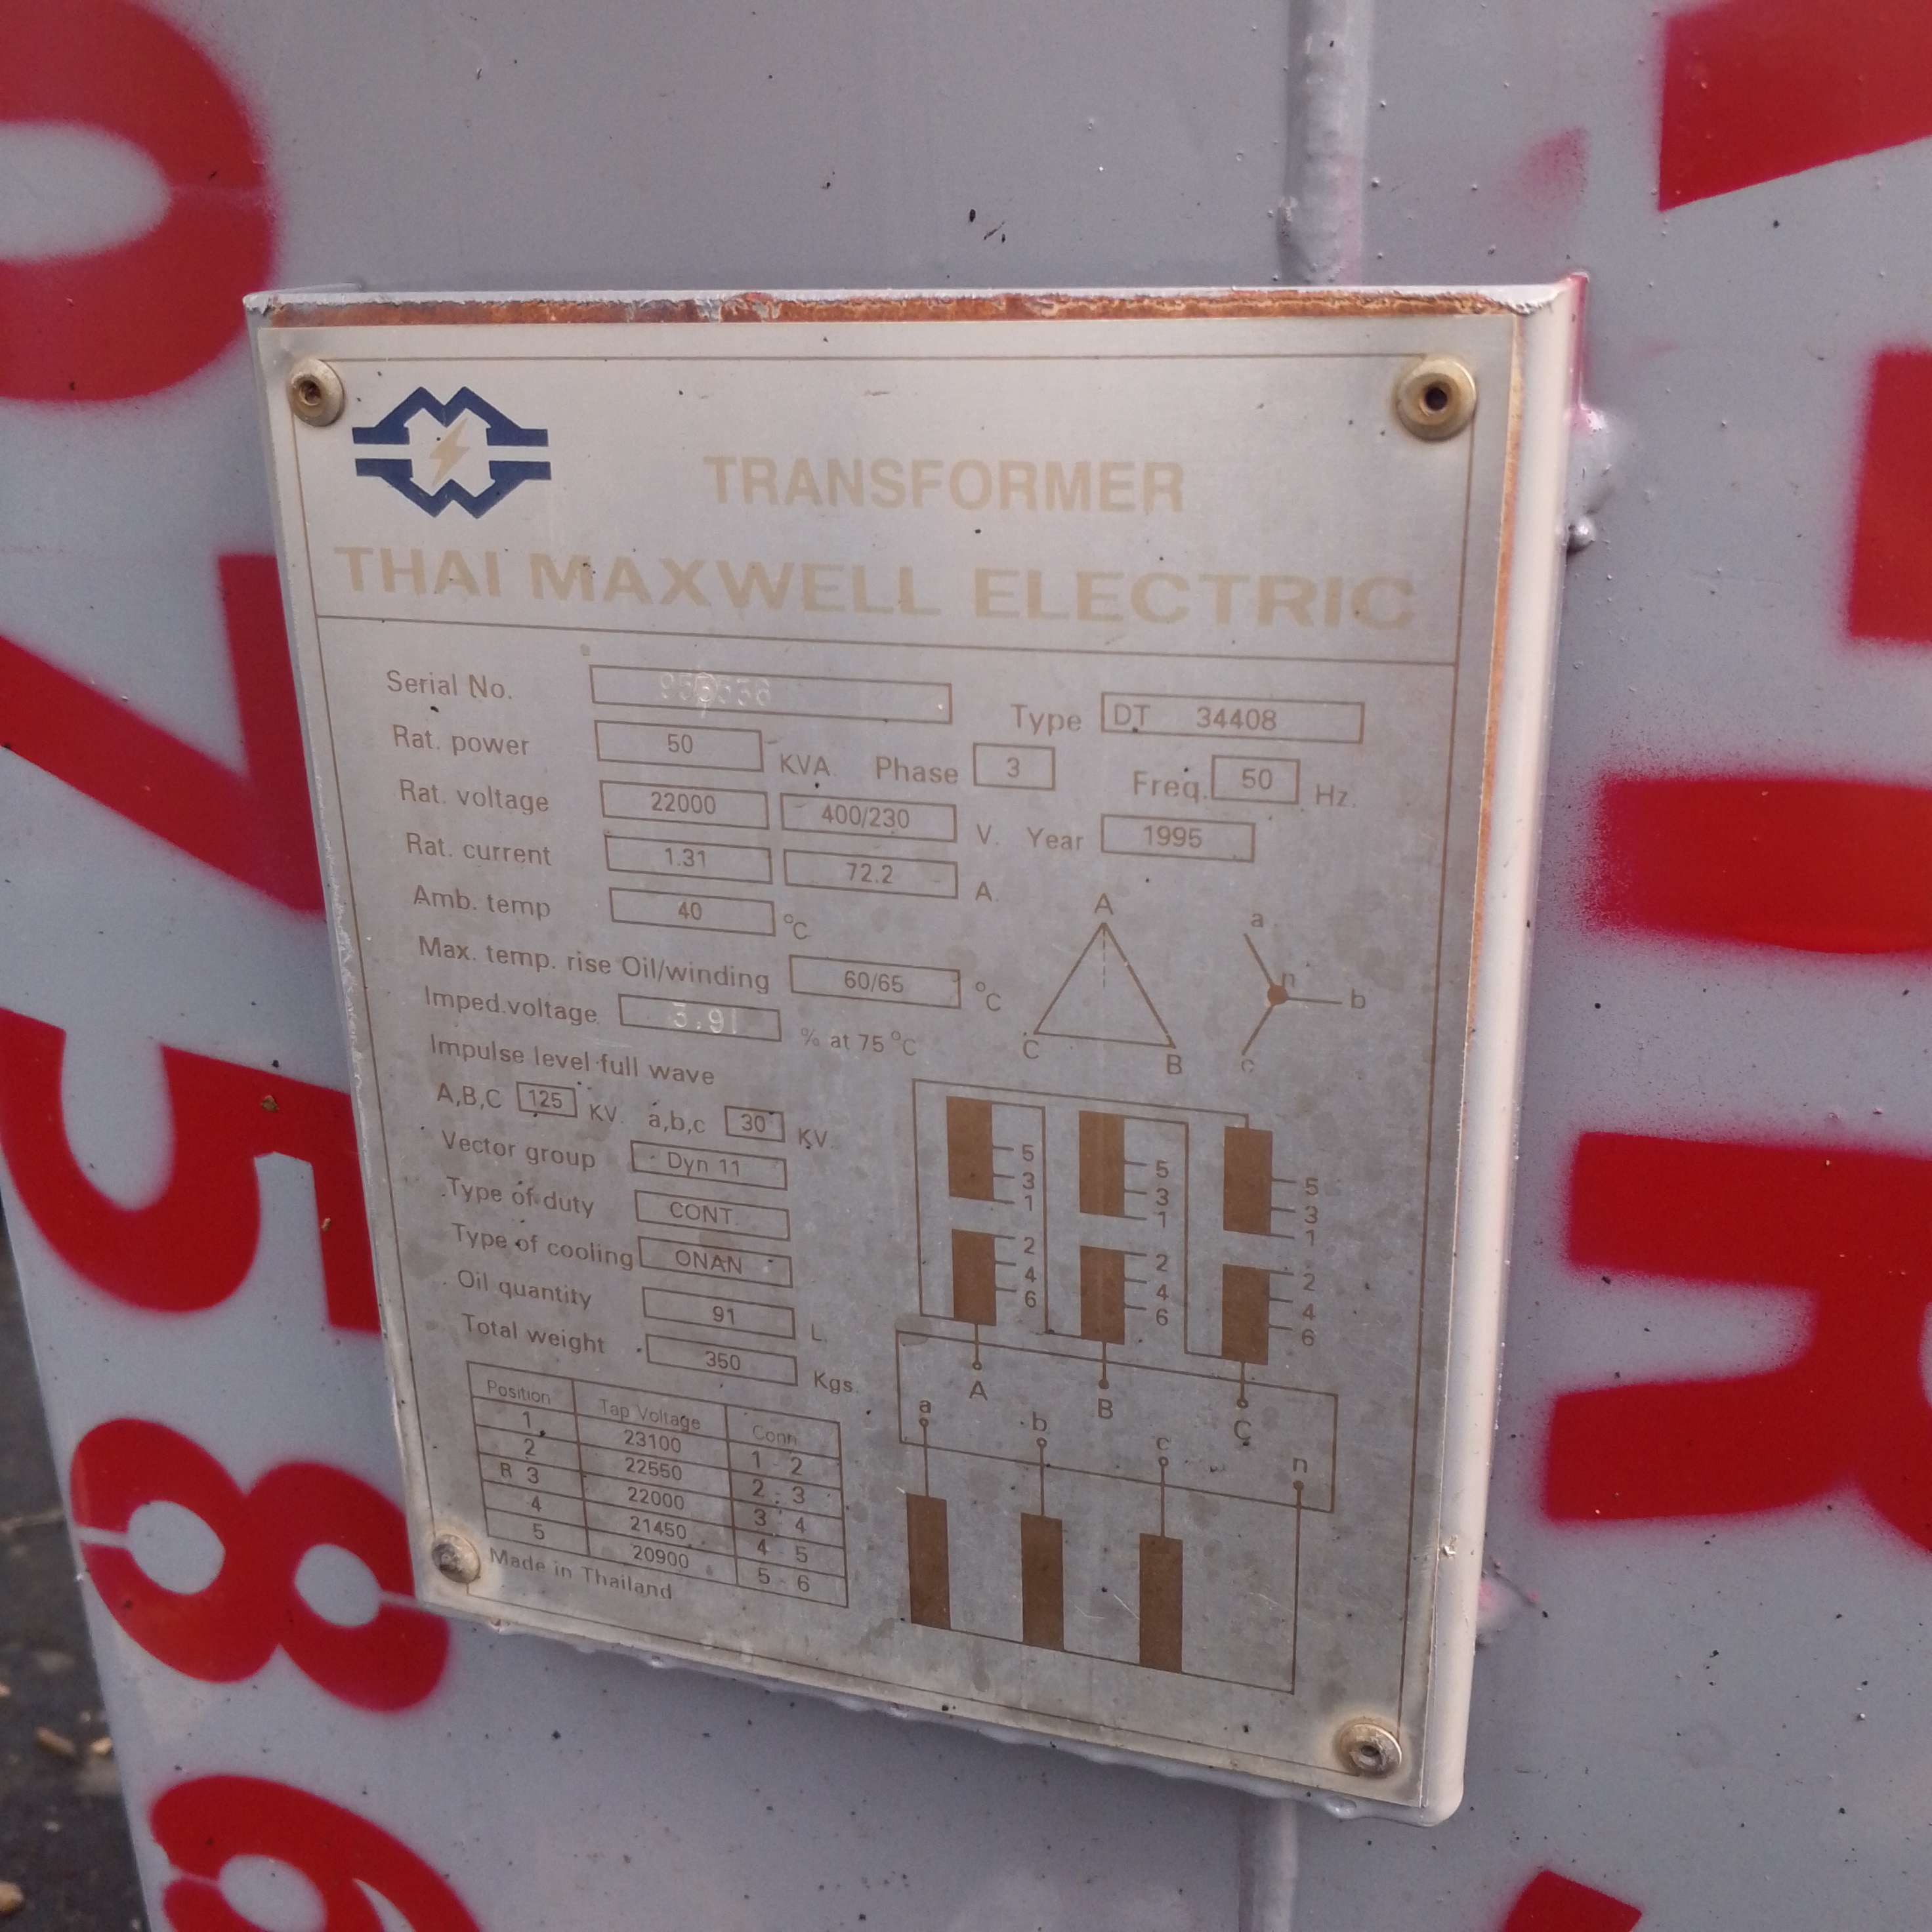 TRANSFORMER
THAI MAXWELL ELECTRIC
Serial No.
Type DT 34408
Rat. power 50 KVA. Phase 3 Freq. 50 Hz.
Rat. voltage 22000 400/230 V. Year 1995
Rat. current 1.31 72.2 A.
Amb. temp 40 °C
Max. temp. rise Oil/winding 60/65 °C
Imped.voltage 3.91 % at 75 °C
Impulse level full wave
A,B,C 125 KV. a,b,c 30 KV.
Vector group Dyn 11
Type of duty CONT.
Type of cooling ONAN
Oil quantity 91 L.
Total weight 350 Kgs.
Position Tap Voltage Conn.
1 23100 1 - 2
2 22550 2 - 3
R 3 22000 3 - 4
4 21450 4 - 5
5 20900 5 - 6
Made in Thailand
A
C B
a
n b
c
5 5 5
3 3 3
1 1 1
2 2 2
4 4 4
6 6 6
A B C
a b c n